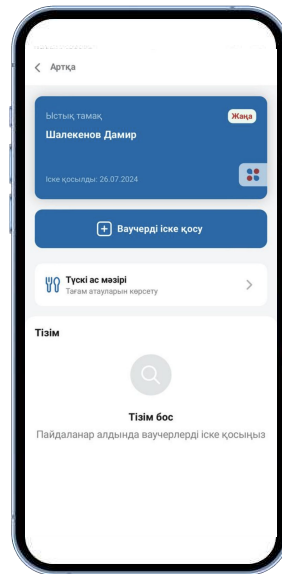 Артқа
Ыстық тамақ
Жаңа
Шалекенов Дамир
Іске қосылды: 26.07.2024
Ваучерді іске қосу
Түскі ас мәзірі
Тағам атауларын көрсету
Тізім
Тізім бос
Пайдаланар алдында ваучерлерді іске қосыңыз